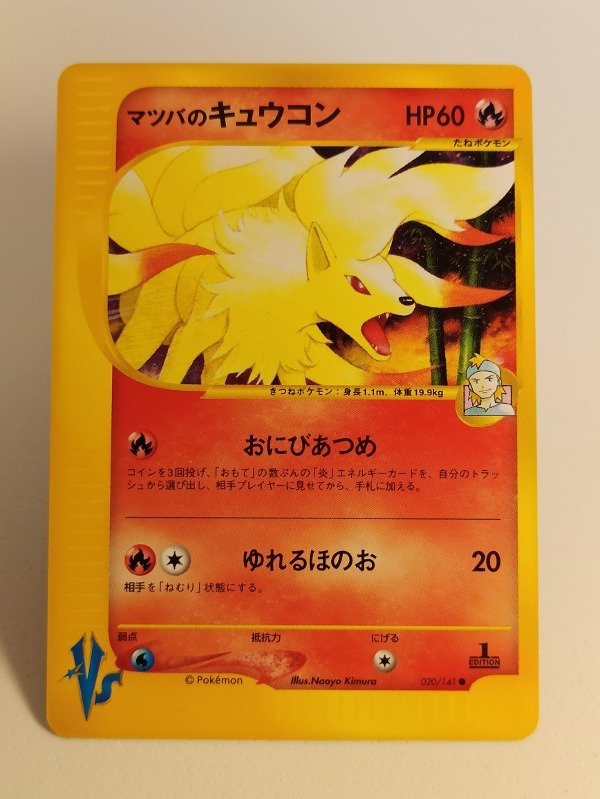 マツバのキュウコン HP60
たねポケモン
きつねポケモン：身長1.1m、体重19.9kg
おにびあつめ
コインを3回投げ、「おもて」の数ぶんの「炎」エネルギーカードを、自分のトラッ
シュから選び出し、相手プレイヤーに見せてから、手札に加える。
ゆれるほのお 20
相手を「ねむり」状態にする。
弱点 抵抗力 にげる
1
EDITION
VS
© Pokémon Illus.Naoyo Kimura 020/141 ●